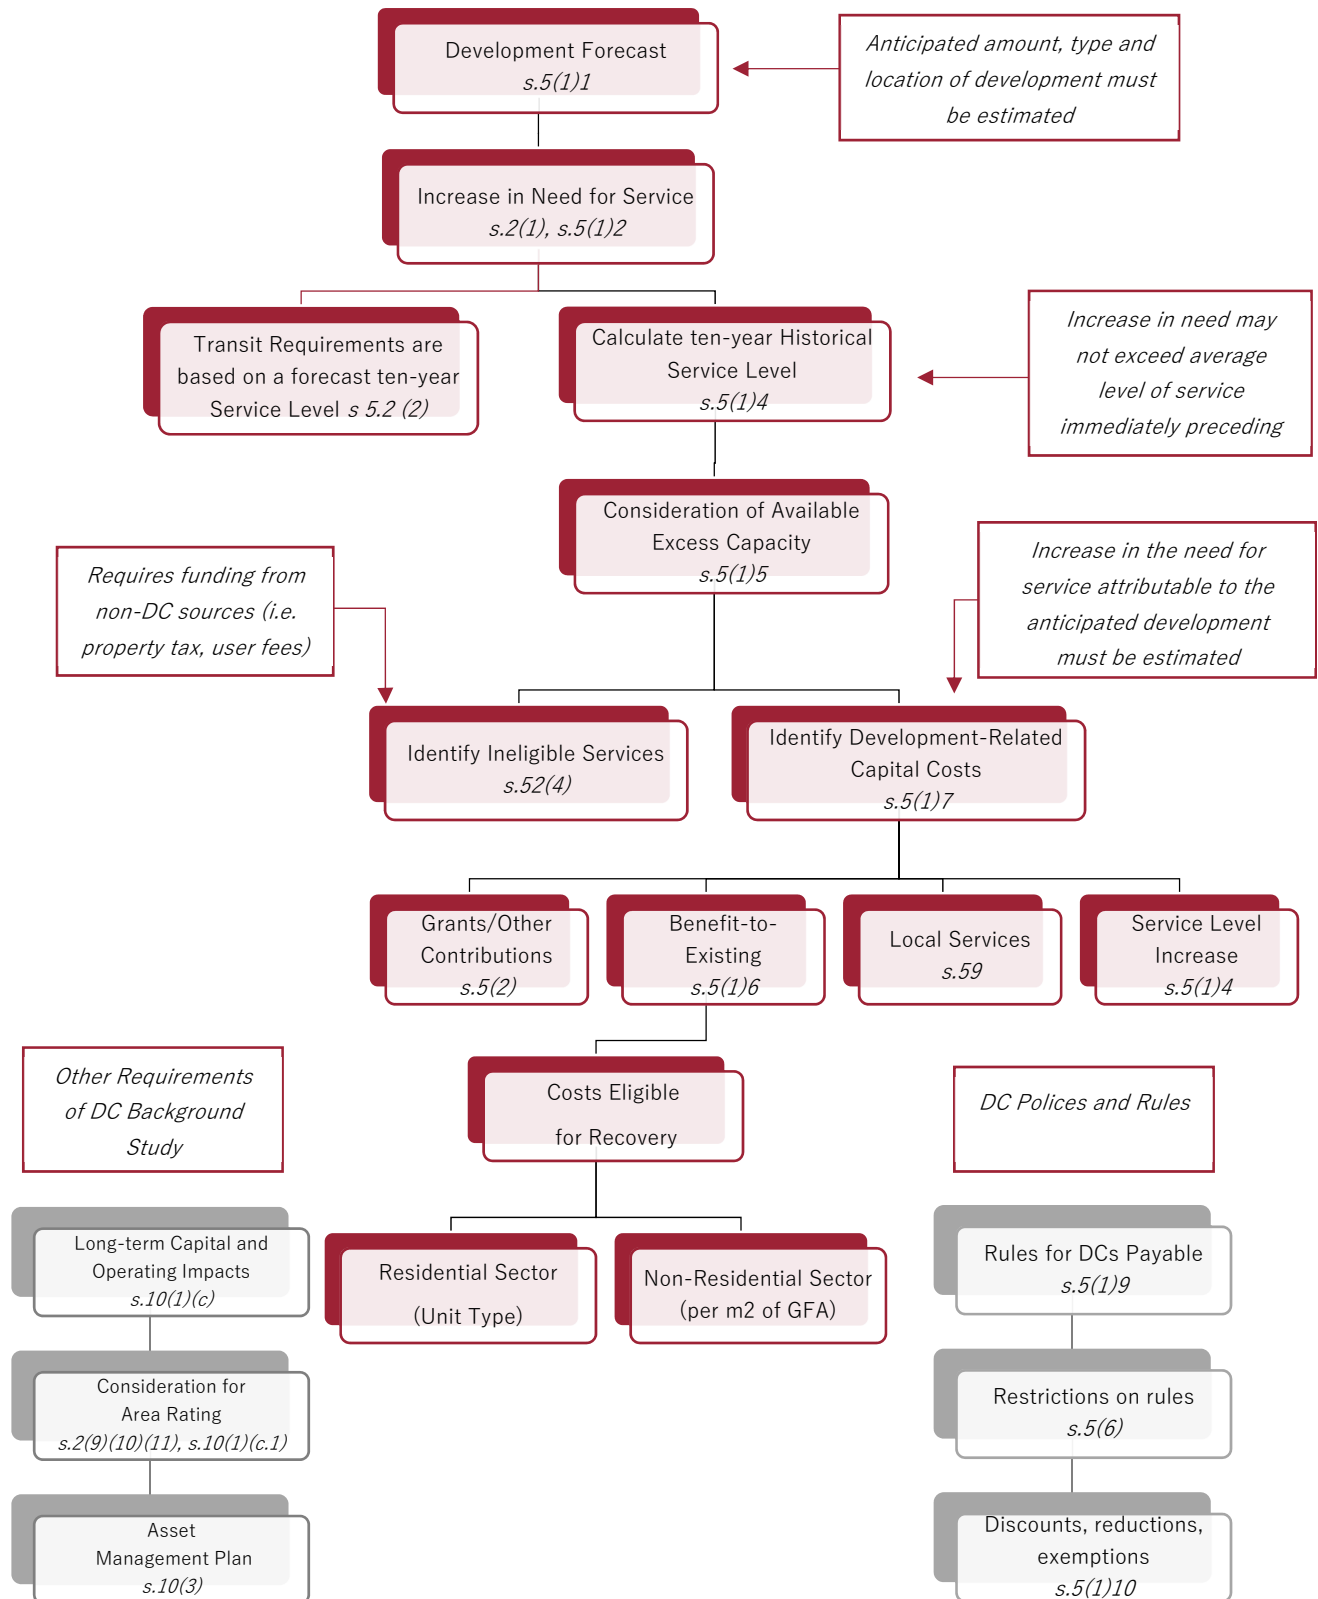 Development Forecast
s.5(1)1
Anticipated amount, type and
location of development must
be estimated
Increase in Need for Service
s.2(1), s.5(1)2
Transit Requirements are
based on a forecast ten-year
Service Level s 5.2 (2)
Calculate ten-year Historical
Service Level
s.5(1)4
Increase in need may
not exceed average
level of service
immediately preceding
Consideration of Available
Excess Capacity
s.5(1)5
Requires funding from
non-DC sources (i.e.
property tax, user fees)
Increase in the need for
service attributable to the
anticipated development
must be estimated
Identify Ineligible Services
s.52(4)
Identify Development-Related
Capital Costs
s.5(1)7
Grants/Other
Contributions
s.5(2)
Benefit-to-
Existing
s.5(1)6
Local Services
s.59
Service Level
Increase
s.5(1)4
Costs Eligible
for Recovery
Residential Sector
(Unit Type)
Non-Residential Sector
(per m2 of GFA)
Other Requirements
of DC Background
Study
Long-term Capital and
Operating Impacts
s.10(1)(c)
Consideration for
Area Rating
s.2(9)(10)(11), s.10(1)(c.1)
Asset
Management Plan
s.10(3)
DC Polices and Rules
Rules for DCs Payable
s.5(1)9
Restrictions on rules
s.5(6)
Discounts, reductions,
exemptions
s.5(1)10